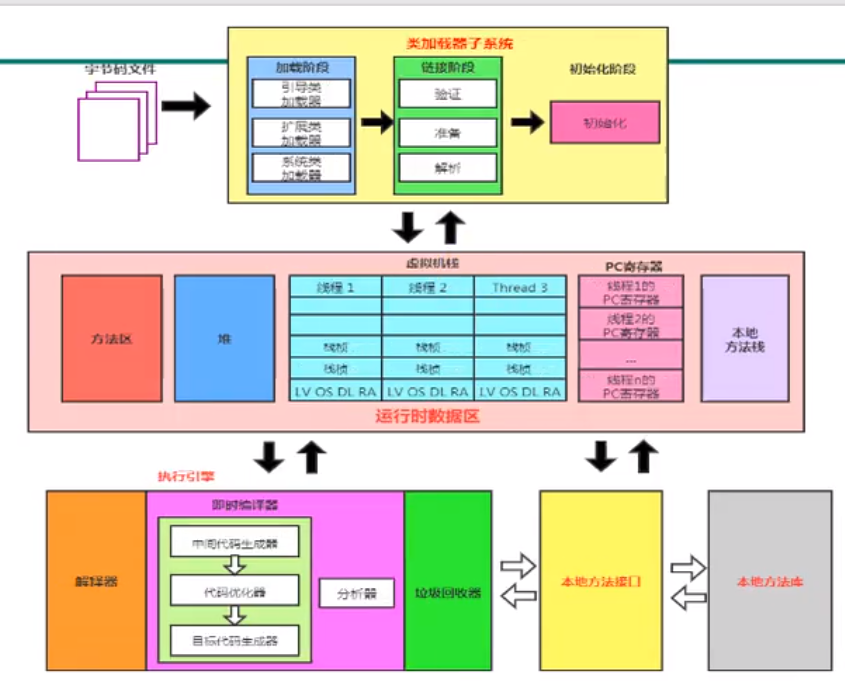 类加载器子系统
字节码文件
加载阶段
链接阶段
初始化阶段
引导类
加载器
验证
初始化
扩展类
加载器
准备
系统类
加载器
解析
虚拟机栈
PC寄存器
方法区
堆
线程 1
线程 2
Thread 3
线程1的
PC寄存器
线程2的
PC寄存器
...
线程n的
PC寄存器
本地
方法栈
栈桢
栈桢
栈桢
栈桢
栈桢
栈桢
LV OS DL RA
LV OS DL RA
LV OS DL RA
运行时数据区
执行引擎
即时编译器
解释器
中间代码生成器
代码优化器
目标代码生成器
分析器
垃圾回收器
本地方法接口
本地方法库